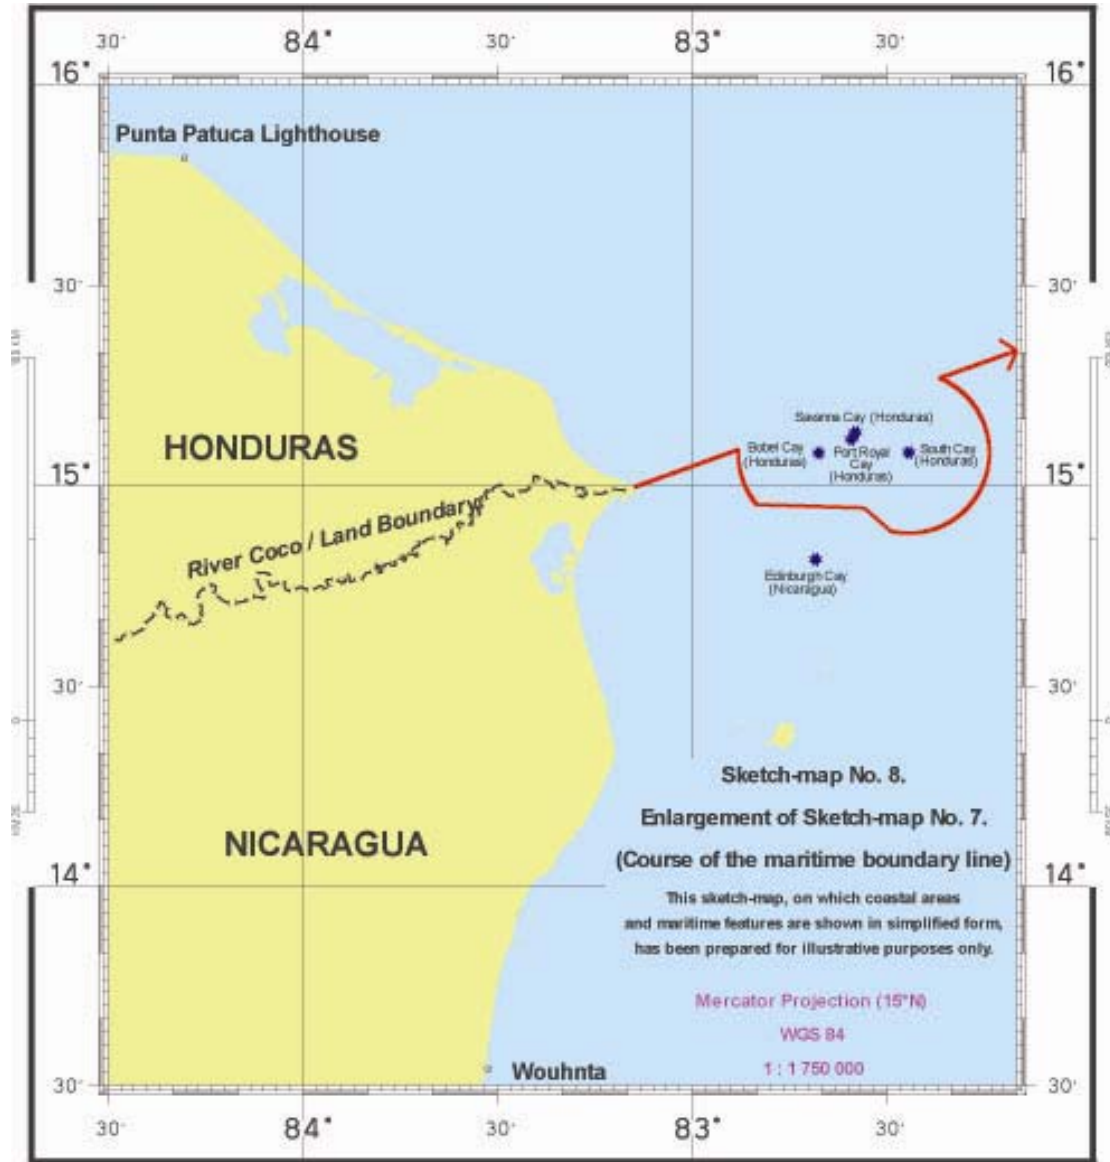 30' 84° 30' 83° 30'
16° 16°
Punta Patuca Lighthouse
30' 30'
Savanna Cay (Honduras)
Bobel Cay
(Honduras)
Port Royal
Cay
(Honduras)
South Cay
(Honduras)
HONDURAS
15° 15°
River Coco / Land Boundary
Edinburgh Cay
(Nicaragua)
30' 30'
Sketch-map No. 8.
Enlargement of Sketch-map No. 7.
(Course of the maritime boundary line)
NICARAGUA
14° 14°
This sketch-map, on which coastal areas
and maritime features are shown in simplified form,
has been prepared for illustrative purposes only.
Mercator Projection (15°N)
WGS 84
1 : 1 750 000
Wouhnta
30' 30'
30' 84° 30' 83° 30'